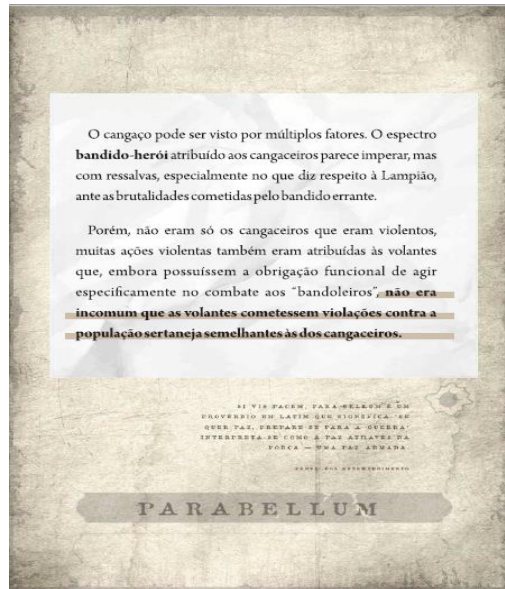 O cangaço pode ser visto por múltiplos fatores. O espectro
bandido-herói atribuído aos cangaceiros parece imperar, mas
com ressalvas, especialmente no que diz respeito à Lampião,
ante as brutalidades cometidas pelo bandido errante.
Porém, não eram só os cangaceiros que eram violentos,
muitas ações violentas também eram atribuídas às volantes
que, embora possuíssem a obrigação funcional de agir
especificamente no combate aos “bandoleiros”, não era
incomum que as volantes cometessem violações contra a
população sertaneja semelhantes às dos cangaceiros.
SI VIS PACEM, PARA BELLUM É UM
PROVÉRBIO EM LATIM QUE SIGNIFICA "SE
QUER PAZ, PREPARE-SE PARA A GUERRA"
INTERPRETA-SE COMO A PAZ ATRAVÉS DA
FORÇA — UMA PAZ ARMADA.
PARABELLUM